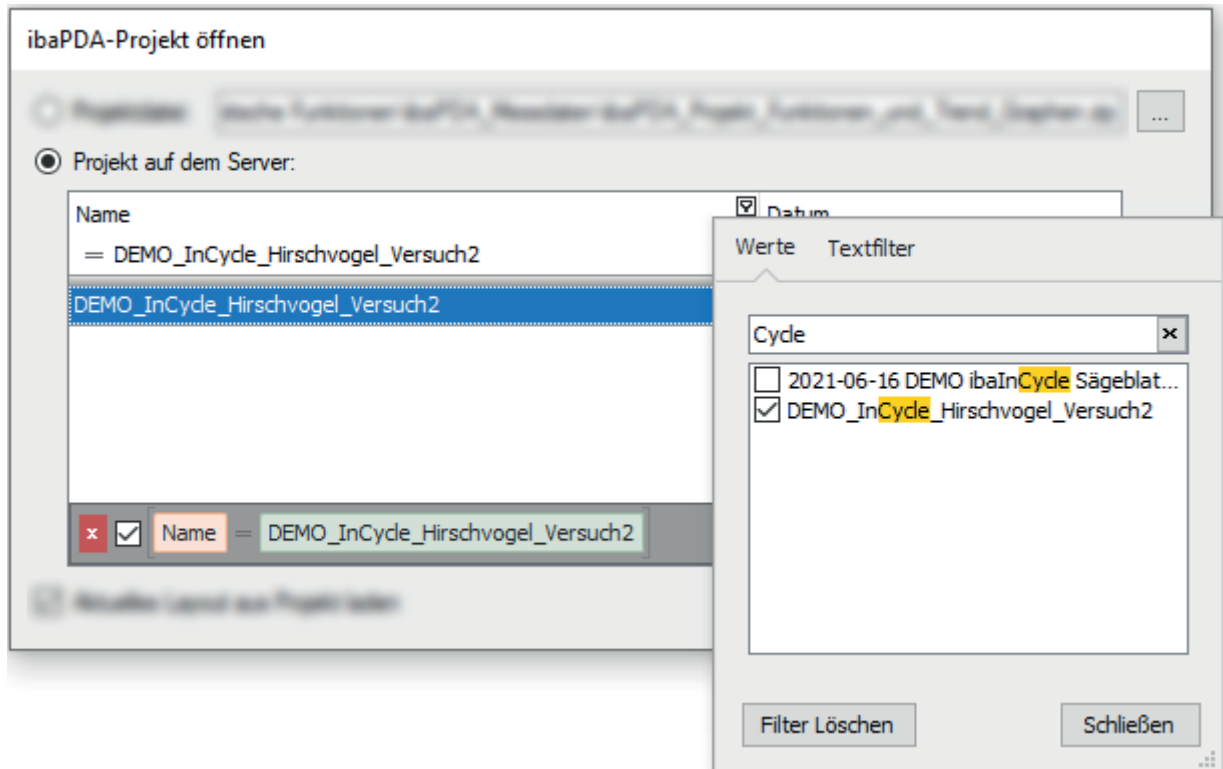 ibaPDA-Projekt öffnen
...
Projekt auf dem Server:
Name
Datum
= DEMO_InCycle_Hirschvogel_Versuch2
DEMO_InCycle_Hirschvogel_Versuch2
x Name = DEMO_InCycle_Hirschvogel_Versuch2
Werte Textfilter
Cycle
2021-06-16 DEMO ibaInCycle Sägeblat...
DEMO_InCycle_Hirschvogel_Versuch2
Filter Löschen Schließen